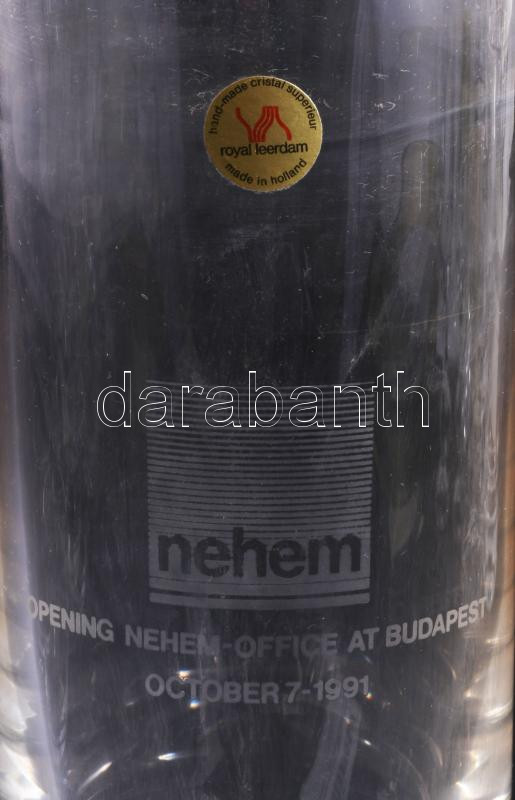 hand-made cristal superieur
royal leerdam
made in holland
darabanth
nehem
OPENING NEHEM-OFFICE AT BUDAPEST
OCTOBER 7-1991